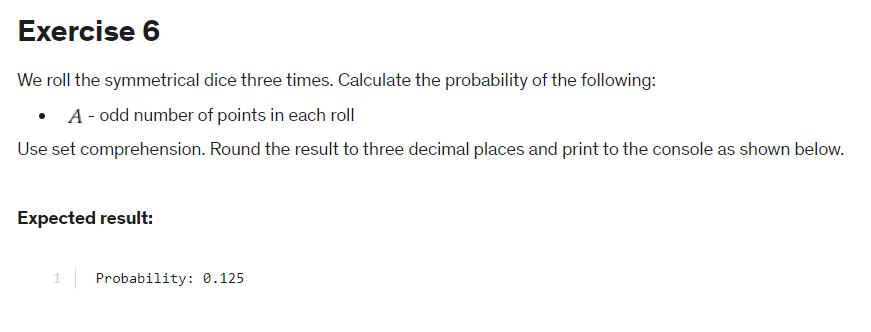 Exercise 6
We roll the symmetrical dice three times. Calculate the probability of the following:
• A - odd number of points in each roll
Use set comprehension. Round the result to three decimal places and print to the console as shown below.
Expected result:
1 Probability: 0.125